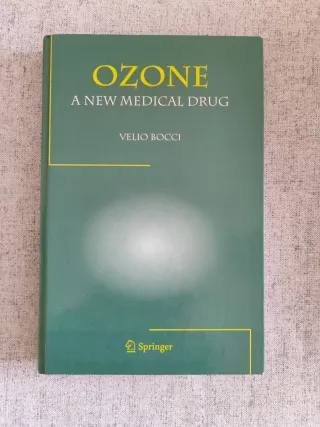 OZONE
A NEW MEDICAL DRUG
VELIO BOCCI
Springer